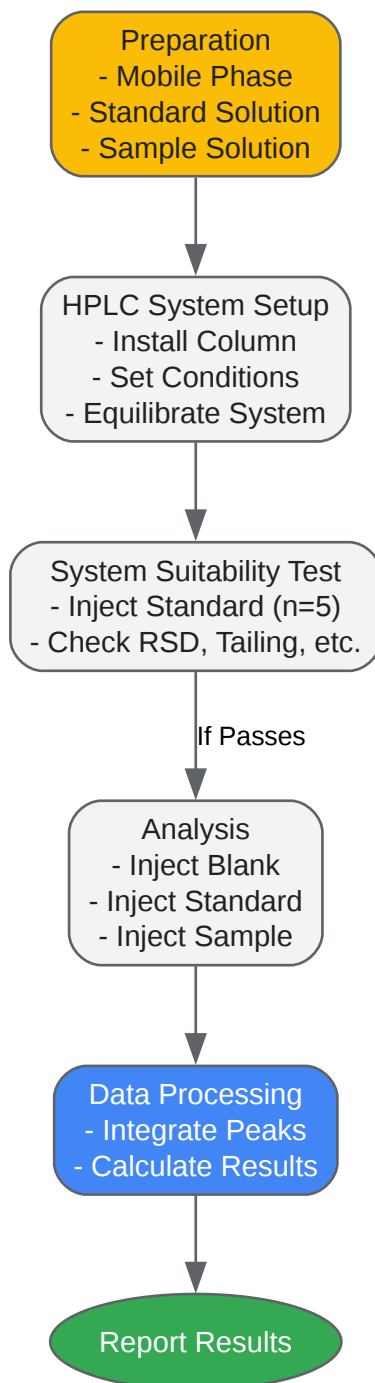 Preparation
- Mobile Phase
- Standard Solution
- Sample Solution
HPLC System Setup
- Install Column
- Set Conditions
- Equilibrate System
System Suitability Test
- Inject Standard (n=5)
- Check RSD, Tailing, etc.
If Passes
Analysis
- Inject Blank
- Inject Standard
- Inject Sample
Data Processing
- Integrate Peaks
- Calculate Results
Report Results